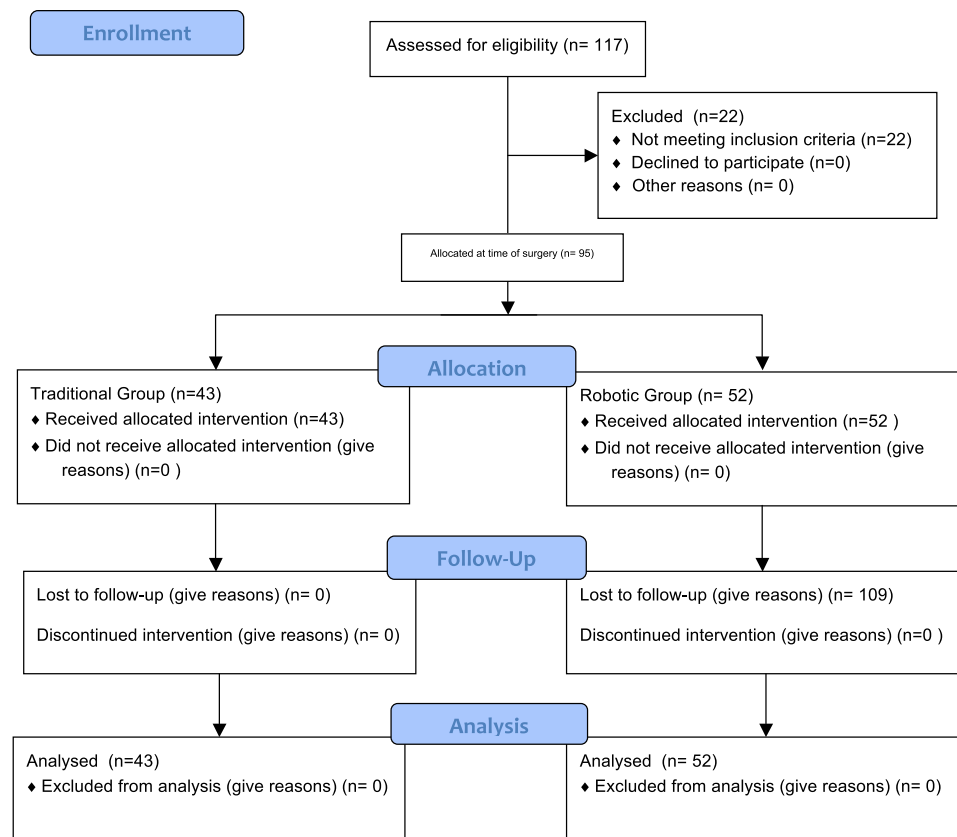 Enrollment
Assessed for eligibility (n= 117)
Excluded (n=22)
♦ Not meeting inclusion criteria (n=22)
♦ Declined to participate (n=0)
♦ Other reasons (n= 0)
Allocated at time of surgery (n= 95)
Allocation
Traditional Group (n=43)
♦ Received allocated intervention (n=43)
♦ Did not receive allocated intervention (give
reasons) (n=0 )
Robotic Group (n= 52)
♦ Received allocated intervention (n=52 )
♦ Did not receive allocated intervention (give
reasons) (n= 0)
Follow-Up
Lost to follow-up (give reasons) (n= 0)
Discontinued intervention (give reasons) (n= 0)
Lost to follow-up (give reasons) (n= 109)
Discontinued intervention (give reasons) (n=0 )
Analysis
Analysed (n=43)
♦ Excluded from analysis (give reasons) (n= 0)
Analysed (n= 52)
♦ Excluded from analysis (give reasons) (n= 0)